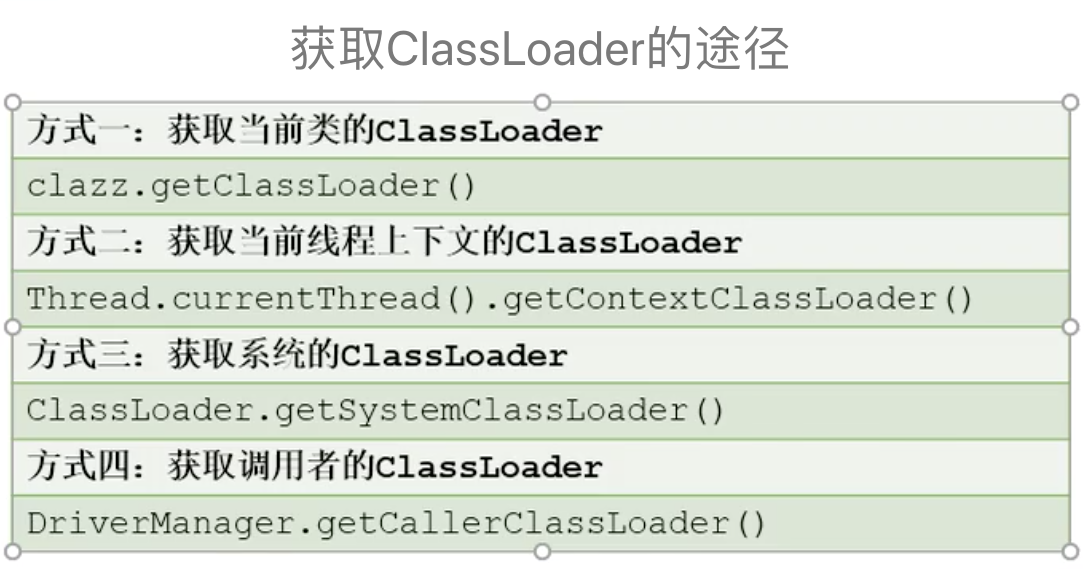 获取ClassLoader的途径
方式一：获取当前类的ClassLoader
clazz.getClassLoader()
方式二：获取当前线程上下文的ClassLoader
Thread.currentThread().getContextClassLoader()
方式三：获取系统的ClassLoader
ClassLoader.getSystemClassLoader()
方式四：获取调用者的ClassLoader
DriverManager.getCallerClassLoader()